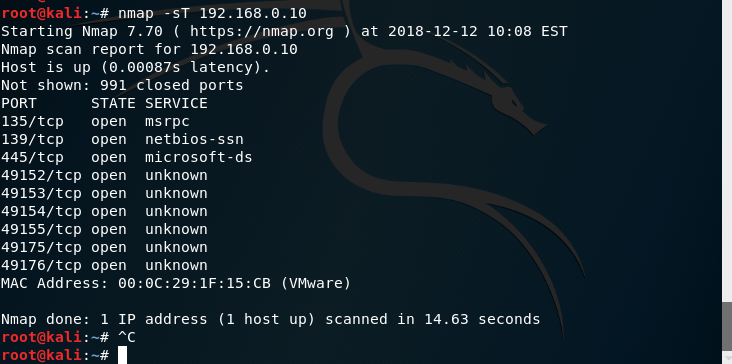 root@kali:~# nmap -sT 192.168.0.10
Starting Nmap 7.70 ( https://nmap.org ) at 2018-12-12 10:08 EST
Nmap scan report for 192.168.0.10
Host is up (0.00087s latency).
Not shown: 991 closed ports
PORT      STATE SERVICE
135/tcp   open  msrpc
139/tcp   open  netbios-ssn
445/tcp   open  microsoft-ds
49152/tcp open  unknown
49153/tcp open  unknown
49154/tcp open  unknown
49155/tcp open  unknown
49175/tcp open  unknown
49176/tcp open  unknown
MAC Address: 00:0C:29:1F:15:CB (VMware)
Nmap done: 1 IP address (1 host up) scanned in 14.63 seconds
root@kali:~# ^C
root@kali:~#